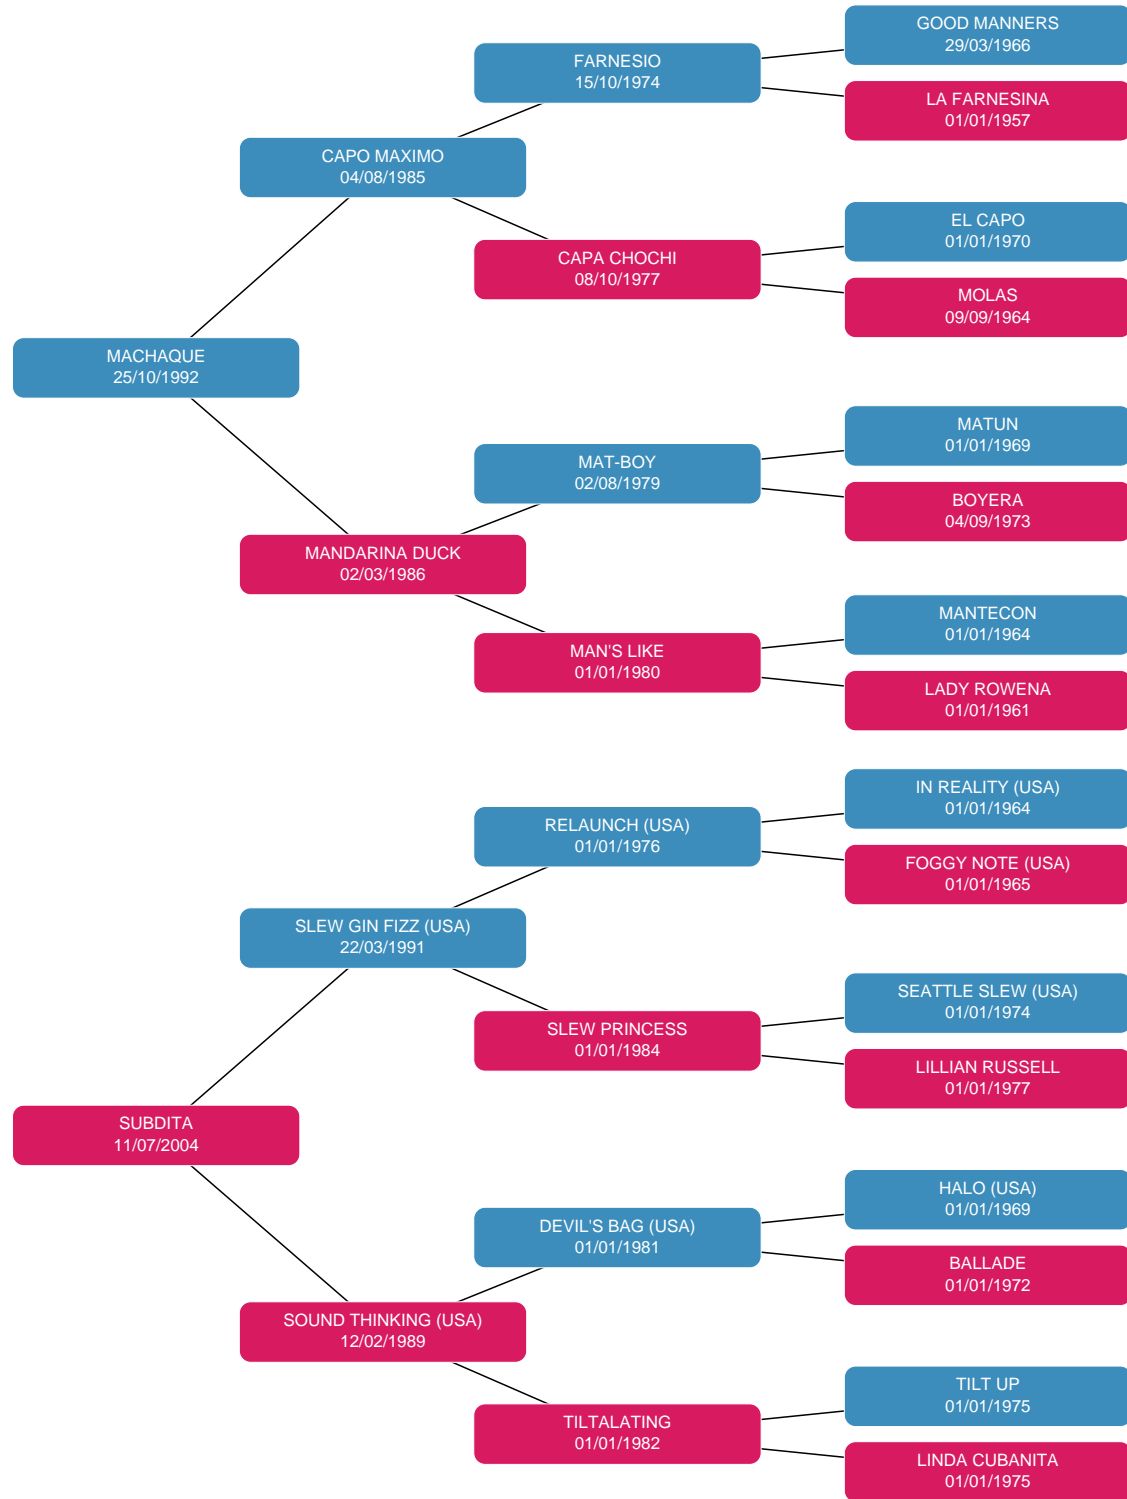 GOOD MANNERS
29/03/1966
FARNESIO
15/10/1974
LA FARNESINA
01/01/1957
CAPO MAXIMO
04/08/1985
EL CAPO
01/01/1970
CAPA CHOCHI
08/10/1977
MOLAS
09/09/1964
MACHAQUE
25/10/1992
MATUN
01/01/1969
MAT-BOY
02/08/1979
BOYERA
04/09/1973
MANDARINA DUCK
02/03/1986
MANTECON
01/01/1964
MAN'S LIKE
01/01/1980
LADY ROWENA
01/01/1961
IN REALITY (USA)
01/01/1964
RELAUNCH (USA)
01/01/1976
FOGGY NOTE (USA)
01/01/1965
SLEW GIN FIZZ (USA)
22/03/1991
SEATTLE SLEW (USA)
01/01/1974
SLEW PRINCESS
01/01/1984
LILLIAN RUSSELL
01/01/1977
SUBDITA
11/07/2004
HALO (USA)
01/01/1969
DEVIL'S BAG (USA)
01/01/1981
BALLADE
01/01/1972
SOUND THINKING (USA)
12/02/1989
TILT UP
01/01/1975
TILTALATING
01/01/1982
LINDA CUBANITA
01/01/1975